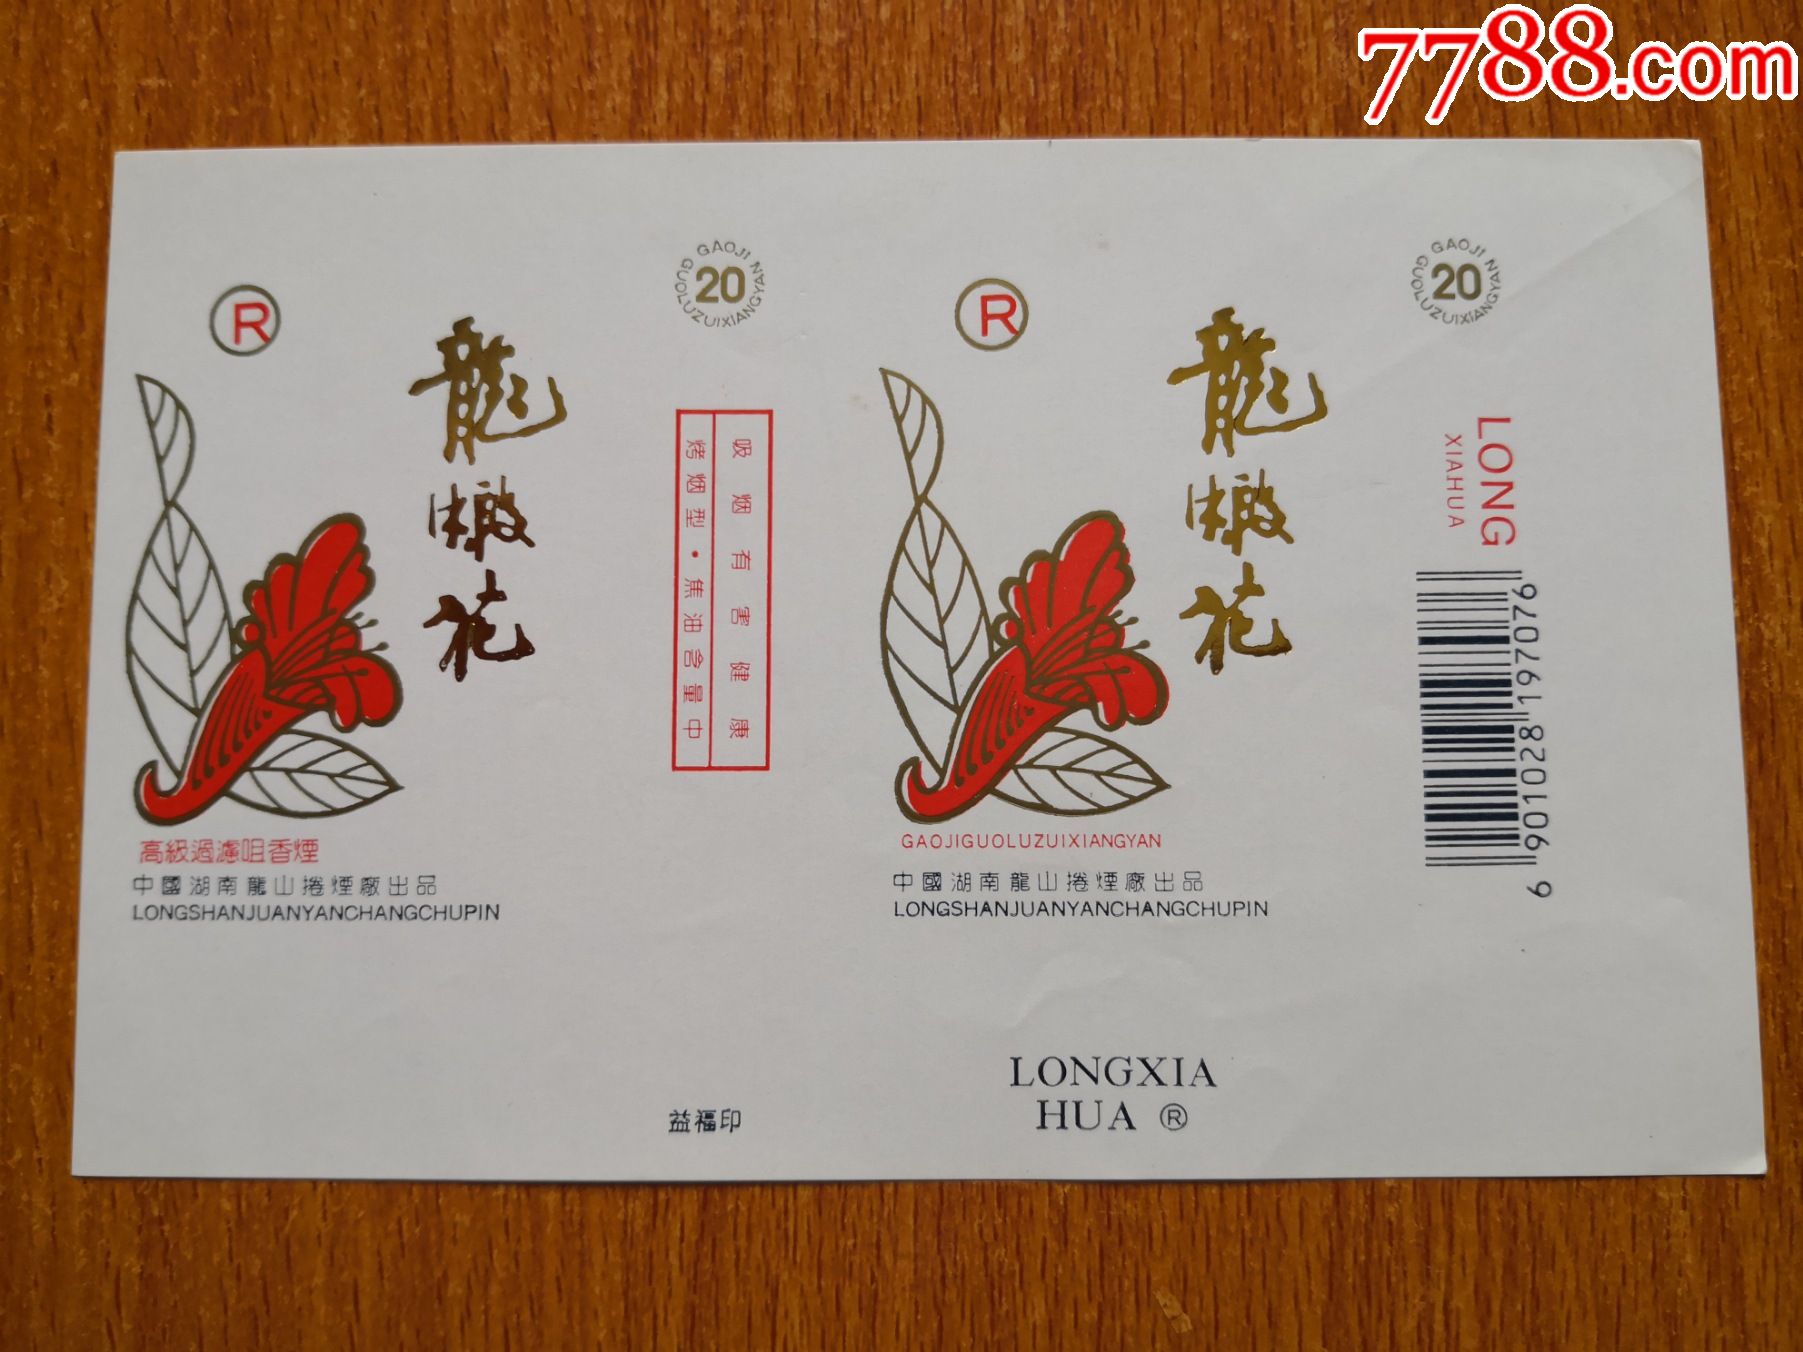 7788.com
R
龍蝦花
高級過濾咀香煙
中國湖南龍山捲煙廠出品
LONGSHANJUANYANCHANGCHUPIN
GAOJI
20
GUOLUZUIXIANGYAN
吸烟有害健康
烤烟型·焦油含量中
益福印
R
龍蝦花
GAOJIGUOLUZUIXIANGYAN
中國湖南龍山捲煙廠出品
LONGSHANJUANYANCHANGCHUPIN
LONGXIA
HUA ®
GAOJI
20
GUOLUZUIXIANGYAN
LONG
XIAHUA
6 901028 197076